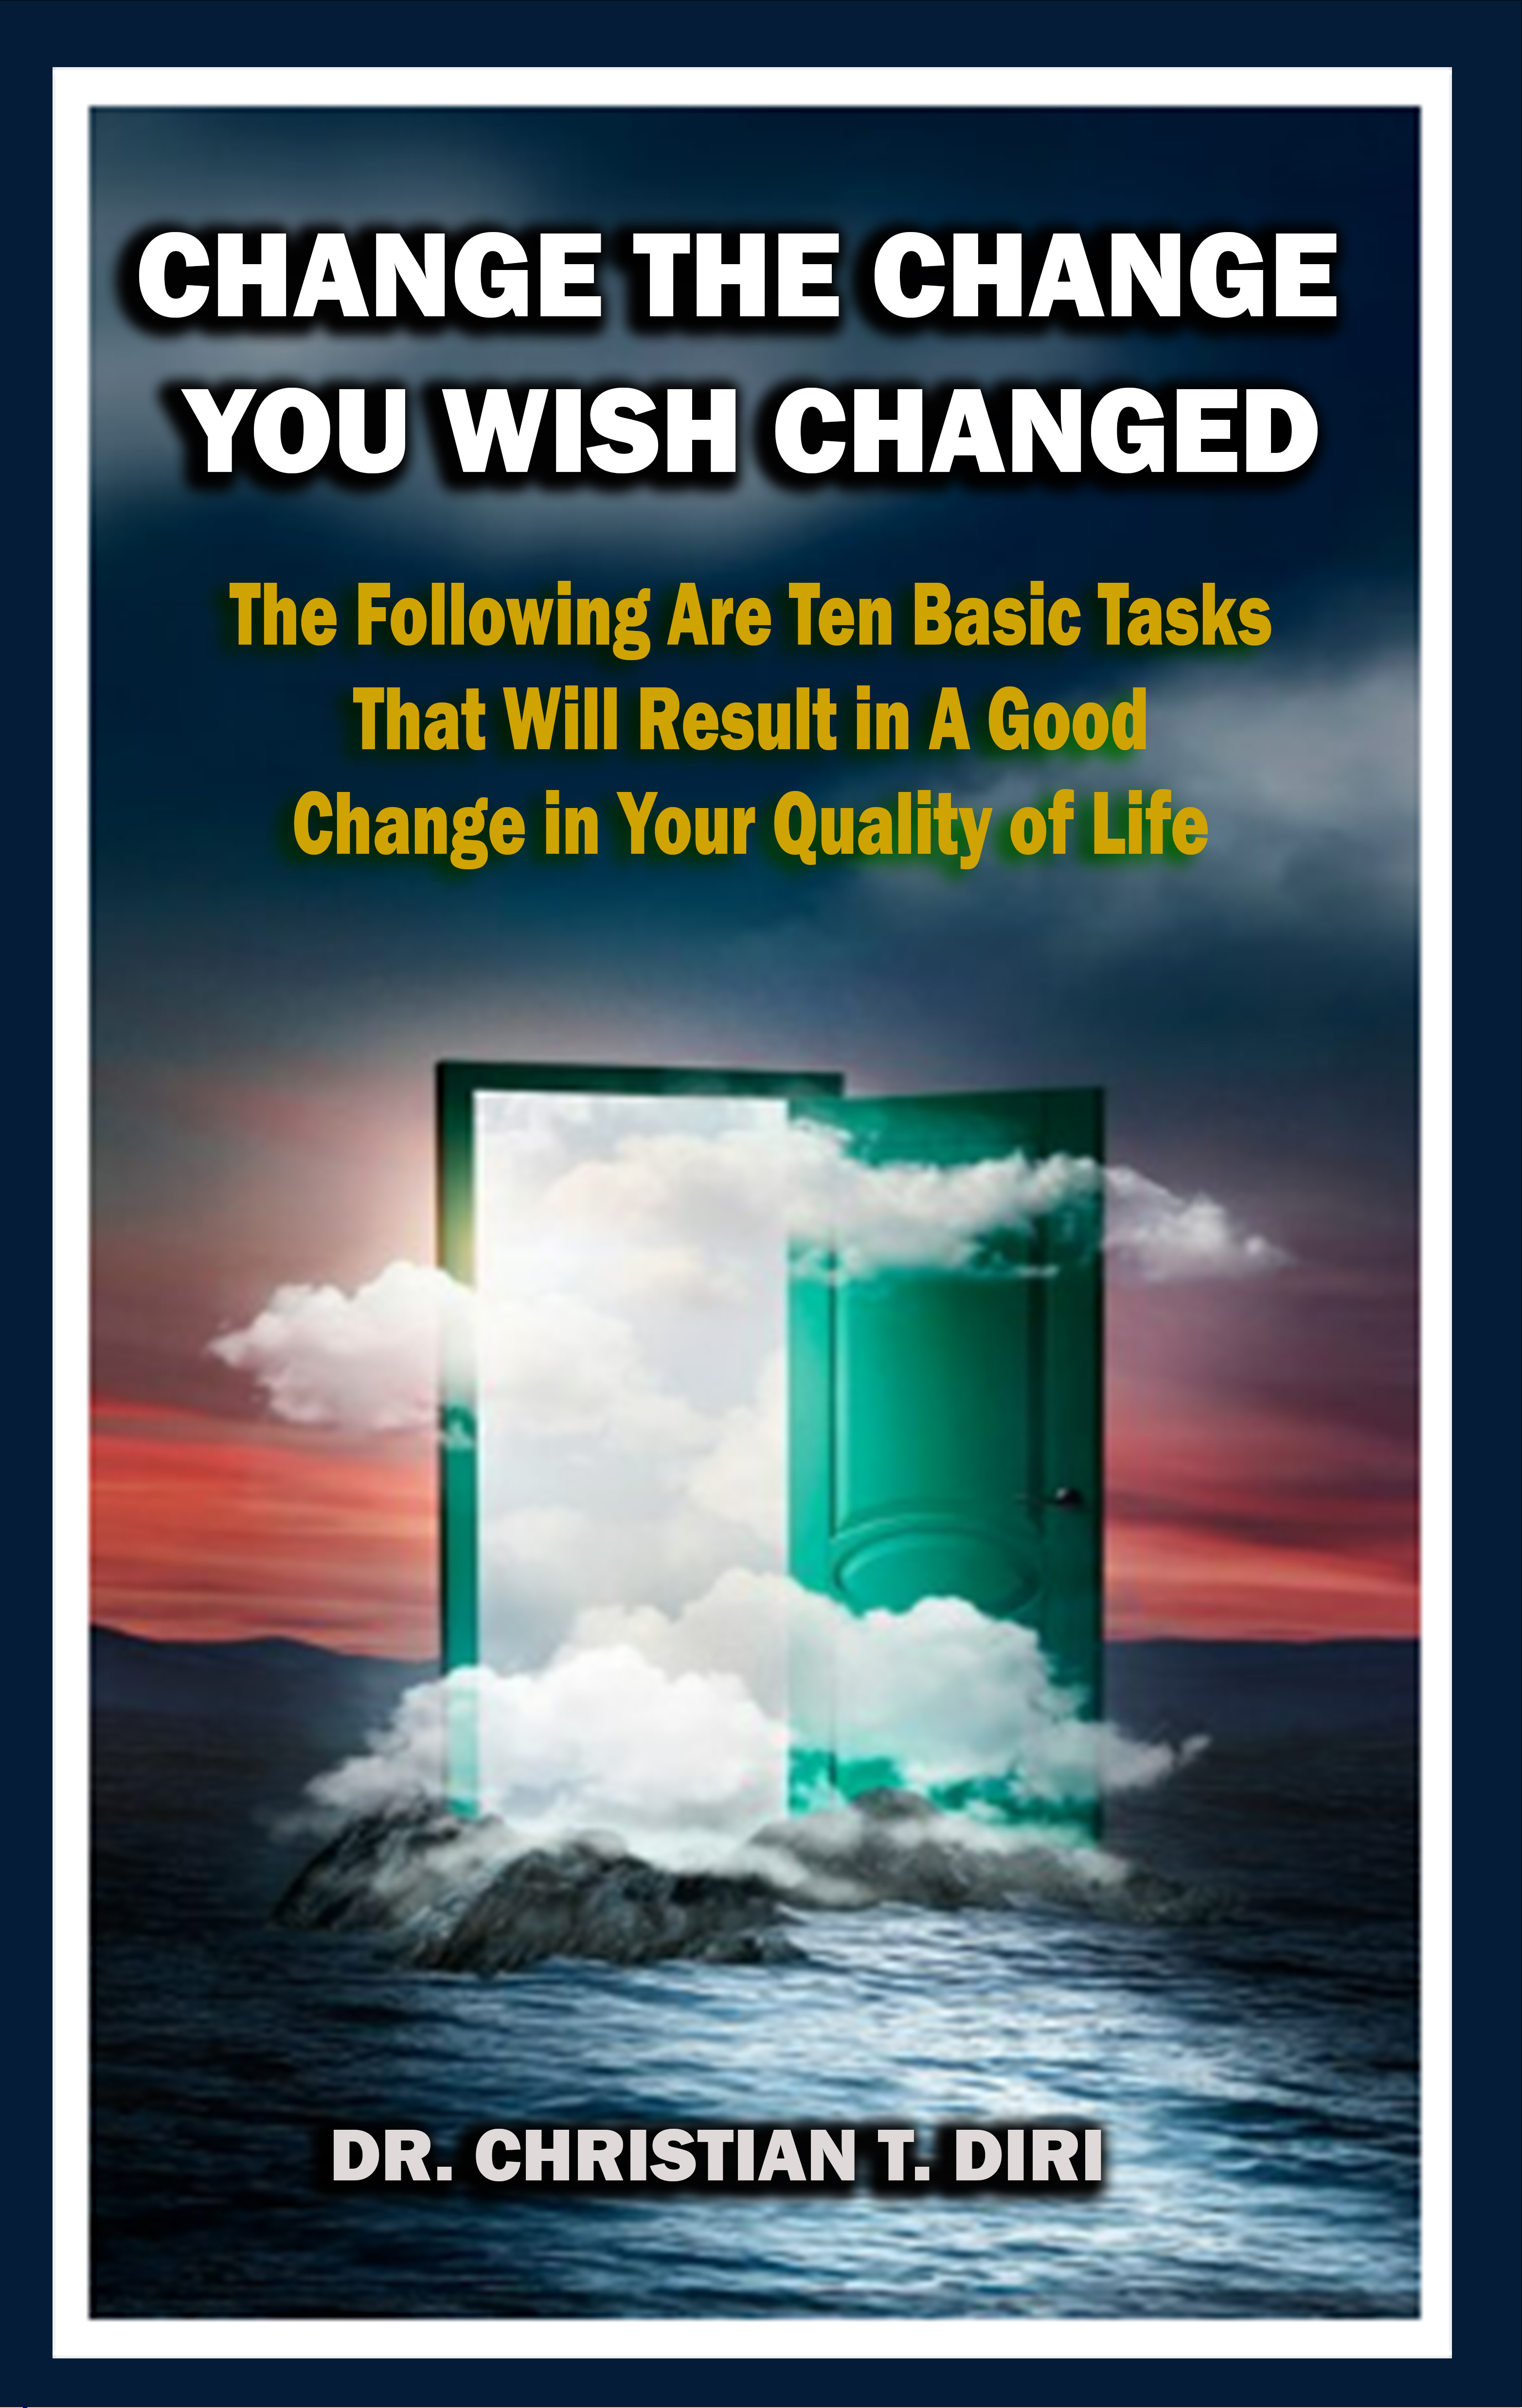 CHANGE THE CHANGE
YOU WISH CHANGED
The Following Are Ten Basic Tasks
That Will Result in A Good
Change in Your Quality of Life
DR. CHRISTIAN T. DIRI